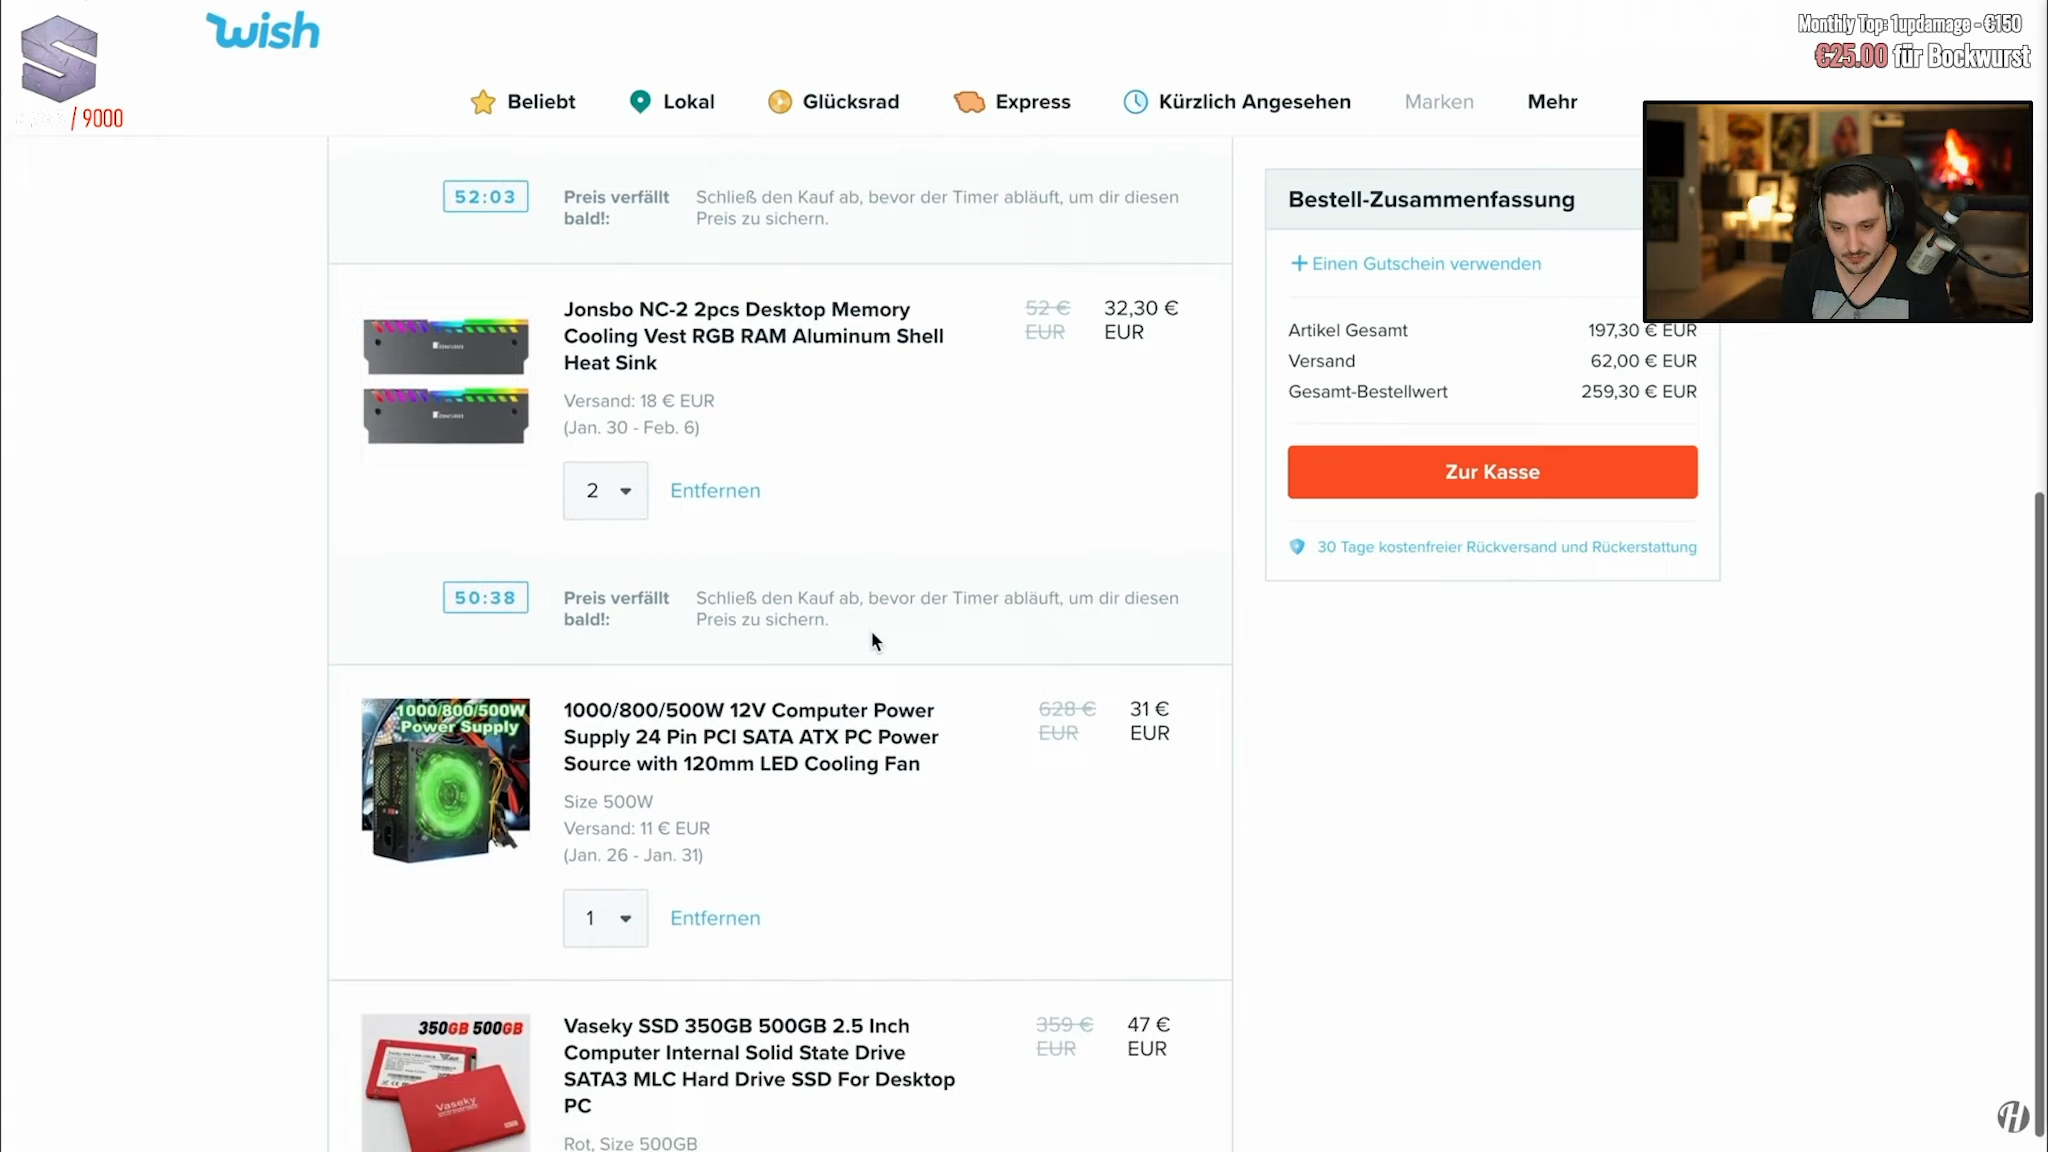 wish
/ 9000
Monthly Top: 1updamage - €150
€25.00 für Bockwurst
Beliebt
Lokal
Glücksrad
Express
Kürzlich Angesehen
Marken
Mehr
52:03
Preis verfällt
bald!:
Schließ den Kauf ab, bevor der Timer abläuft, um dir diesen
Preis zu sichern.
Jonsbo NC-2 2pcs Desktop Memory
Cooling Vest RGB RAM Aluminum Shell
Heat Sink
52 €
EUR
32,30 €
EUR
Versand: 18 € EUR
(Jan. 30 - Feb. 6)
2
Entfernen
50:38
Preis verfällt
bald!:
Schließ den Kauf ab, bevor der Timer abläuft, um dir diesen
Preis zu sichern.
1000/800/500W
Power Supply
1000/800/500W 12V Computer Power
Supply 24 Pin PCI SATA ATX PC Power
Source with 120mm LED Cooling Fan
628 €
EUR
31 €
EUR
Size 500W
Versand: 11 € EUR
(Jan. 26 - Jan. 31)
1
Entfernen
350GB 500GB
Vaseky
Vaseky SSD 350GB 500GB 2.5 Inch
Computer Internal Solid State Drive
SATA3 MLC Hard Drive SSD For Desktop
PC
359 €
EUR
47 €
EUR
Rot, Size 500GB
Bestell-Zusammenfassung
+ Einen Gutschein verwenden
Artikel Gesamt 197,30 € EUR
Versand 62,00 € EUR
Gesamt-Bestellwert 259,30 € EUR
Zur Kasse
30 Tage kostenfreier Rückversand und Rückerstattung